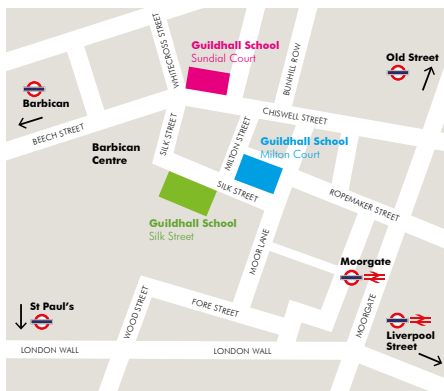 WHITECROSS STREET
Guildhall School
Sundial Court
BUNHILL ROW
Old Street
Barbican
CHISWELL STREET
BEECH STREET
SILK STREET
MILTON STREET
Barbican
Centre
Guildhall School
Milton Court
SILK STREET
ROPEMAKER STREET
Guildhall School
Silk Street
MOOR LANE
Moorgate
St Paul's
WOOD STREET
FORE STREET
MOORGATE
Liverpool
Street
LONDON WALL
LONDON WALL